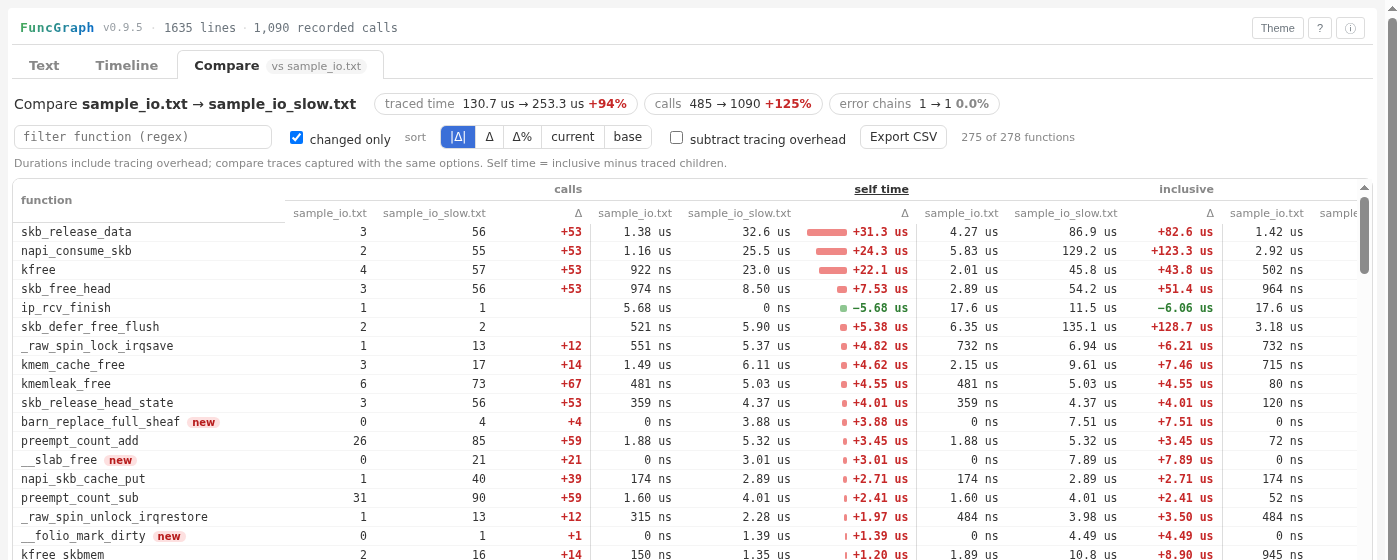 FuncGraph v0.9.5 · 1635 lines · 1,090 recorded calls Theme ? ⓘ
Text Timeline Compare vs sample_io.txt
Compare sample_io.txt → sample_io_slow.txt traced time 130.7 us → 253.3 us +94% calls 485 → 1090 +125% error chains 1 → 1 0.0%
filter function (regex) changed only sort |Δ| Δ Δ% current base subtract tracing overhead Export CSV 275 of 278 functions
Durations include tracing overhead; compare traces captured with the same options. Self time = inclusive minus traced children.
function calls self time inclusive
sample_io.txt sample_io_slow.txt Δ sample_io.txt sample_io_slow.txt Δ sample_io.txt sample_io_slow.txt Δ sample_io.txt sample
skb_release_data 3 56 +53 1.38 us 32.6 us +31.3 us 4.27 us 86.9 us +82.6 us 1.42 us
napi_consume_skb 2 55 +53 1.16 us 25.5 us +24.3 us 5.83 us 129.2 us +123.3 us 2.92 us
kfree 4 57 +53 922 ns 23.0 us +22.1 us 2.01 us 45.8 us +43.8 us 502 ns
skb_free_head 3 56 +53 974 ns 8.50 us +7.53 us 2.89 us 54.2 us +51.4 us 964 ns
ip_rcv_finish 1 1 5.68 us 0 ns −5.68 us 17.6 us 11.5 us −6.06 us 17.6 us
skb_defer_free_flush 2 2 521 ns 5.90 us +5.38 us 6.35 us 135.1 us +128.7 us 3.18 us
_raw_spin_lock_irqsave 1 13 +12 551 ns 5.37 us +4.82 us 732 ns 6.94 us +6.21 us 732 ns
kmem_cache_free 3 17 +14 1.49 us 6.11 us +4.62 us 2.15 us 9.61 us +7.46 us 715 ns
kmemleak_free 6 73 +67 481 ns 5.03 us +4.55 us 481 ns 5.03 us +4.55 us 80 ns
skb_release_head_state 3 56 +53 359 ns 4.37 us +4.01 us 359 ns 4.37 us +4.01 us 120 ns
barn_replace_full_sheaf new 0 4 +4 0 ns 3.88 us +3.88 us 0 ns 7.51 us +7.51 us 0 ns
preempt_count_add 26 85 +59 1.88 us 5.32 us +3.45 us 1.88 us 5.32 us +3.45 us 72 ns
__slab_free new 0 21 +21 0 ns 3.01 us +3.01 us 0 ns 7.89 us +7.89 us 0 ns
napi_skb_cache_put 1 40 +39 174 ns 2.89 us +2.71 us 174 ns 2.89 us +2.71 us 174 ns
preempt_count_sub 31 90 +59 1.60 us 4.01 us +2.41 us 1.60 us 4.01 us +2.41 us 52 ns
_raw_spin_unlock_irqrestore 1 13 +12 315 ns 2.28 us +1.97 us 484 ns 3.98 us +3.50 us 484 ns
__folio_mark_dirty new 0 1 +1 0 ns 1.39 us +1.39 us 0 ns 4.49 us +4.49 us 0 ns
kfree_skbmem 2 16 +14 150 ns 1.35 us +1.20 us 1.89 us 10.8 us +8.90 us 945 ns